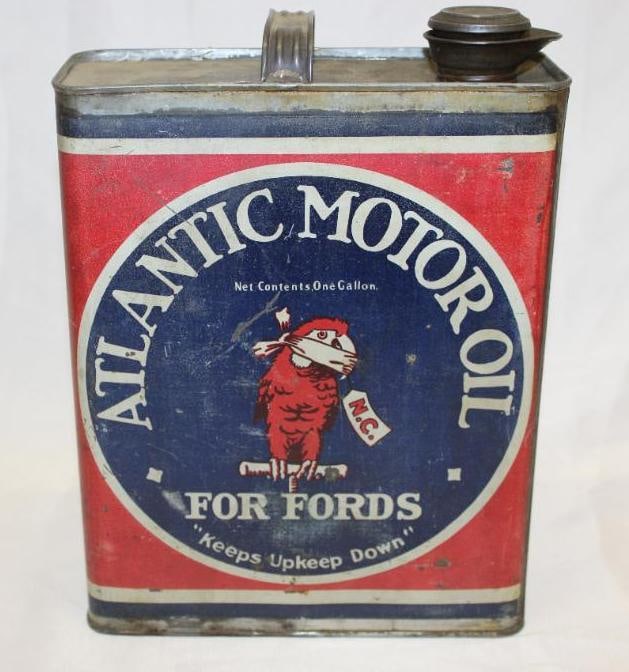 ATLANTIC MOTOR OIL
Net Contents, One Gallon.
N.C.
FOR FORDS
"Keeps Upkeep Down"